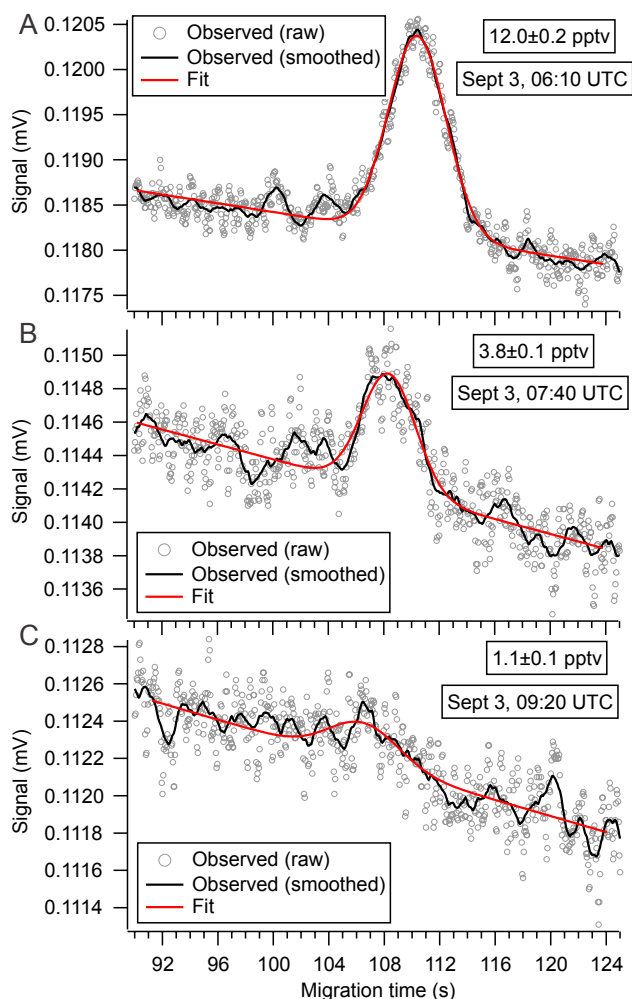 A
0.1205
0.1200
0.1195
0.1190
0.1185
0.1180
0.1175
Signal (mV)
Observed (raw)
Observed (smoothed)
Fit
12.0±0.2 pptv
Sept 3, 06:10 UTC
B
0.1150
0.1148
0.1146
0.1144
0.1142
0.1140
0.1138
0.1136
Signal (mV)
3.8±0.1 pptv
Sept 3, 07:40 UTC
Observed (raw)
Observed (smoothed)
Fit
C
0.1128
0.1126
0.1124
0.1122
0.1120
0.1118
0.1116
0.1114
Signal (mV)
1.1±0.1 pptv
Sept 3, 09:20 UTC
Observed (raw)
Observed (smoothed)
Fit
92 96 100 104 108 112 116 120 124
Migration time (s)